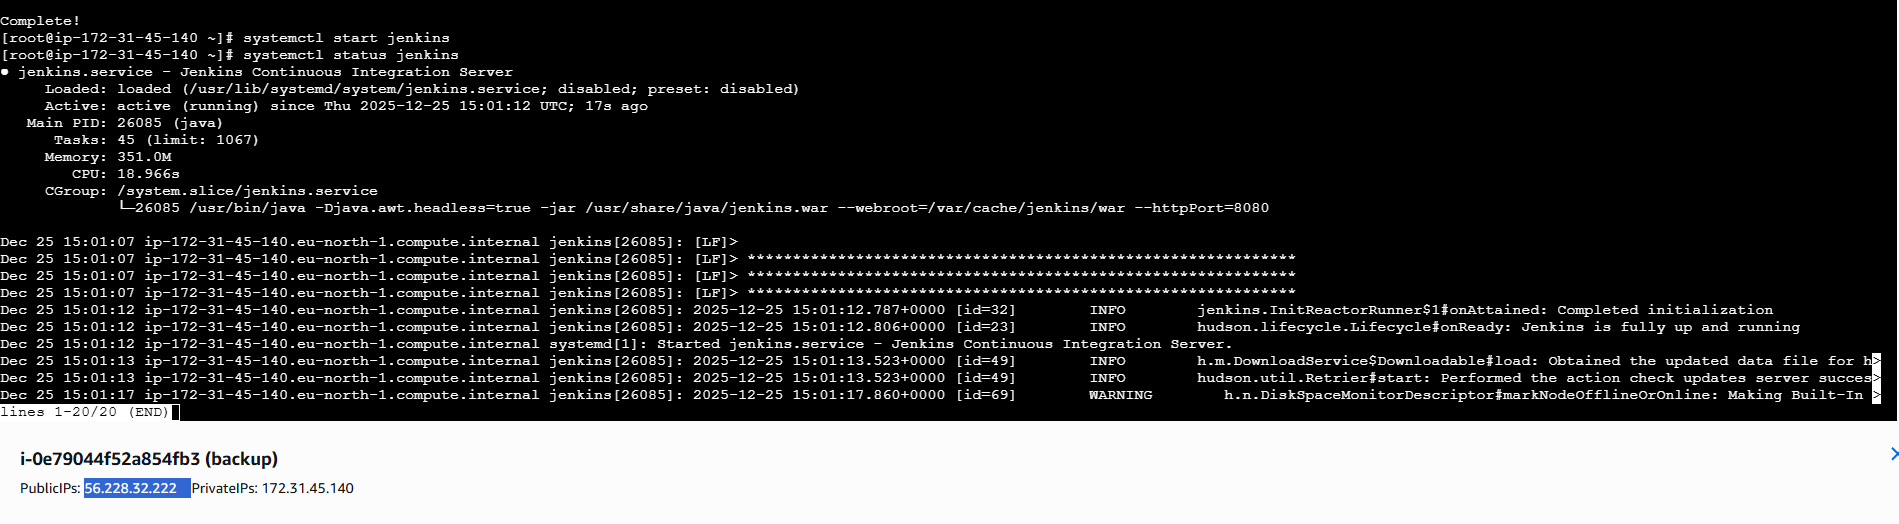 Complete!
[root@ip-172-31-45-140 ~]# systemctl start jenkins
[root@ip-172-31-45-140 ~]# systemctl status jenkins
● jenkins.service - Jenkins Continuous Integration Server
     Loaded: loaded (/usr/lib/systemd/system/jenkins.service; disabled; preset: disabled)
     Active: active (running) since Thu 2025-12-25 15:01:12 UTC; 17s ago
   Main PID: 26085 (java)
      Tasks: 45 (limit: 1067)
     Memory: 351.0M
        CPU: 18.966s
     CGroup: /system.slice/jenkins.service
             └─26085 /usr/bin/java -Djava.awt.headless=true -jar /usr/share/java/jenkins.war --webroot=/var/cache/jenkins/war --httpPort=8080
Dec 25 15:01:07 ip-172-31-45-140.eu-north-1.compute.internal jenkins[26085]: [LF]>
Dec 25 15:01:07 ip-172-31-45-140.eu-north-1.compute.internal jenkins[26085]: [LF]> *************************************************************
Dec 25 15:01:07 ip-172-31-45-140.eu-north-1.compute.internal jenkins[26085]: [LF]> *************************************************************
Dec 25 15:01:07 ip-172-31-45-140.eu-north-1.compute.internal jenkins[26085]: [LF]> *************************************************************
Dec 25 15:01:12 ip-172-31-45-140.eu-north-1.compute.internal jenkins[26085]: 2025-12-25 15:01:12.787+0000 [id=32]        INFO        jenkins.InitReactorRunner$1#onAttained: Completed initialization
Dec 25 15:01:12 ip-172-31-45-140.eu-north-1.compute.internal jenkins[26085]: 2025-12-25 15:01:12.806+0000 [id=23]        INFO        hudson.lifecycle.Lifecycle#onReady: Jenkins is fully up and running
Dec 25 15:01:12 ip-172-31-45-140.eu-north-1.compute.internal systemd[1]: Started jenkins.service - Jenkins Continuous Integration Server.
Dec 25 15:01:13 ip-172-31-45-140.eu-north-1.compute.internal jenkins[26085]: 2025-12-25 15:01:13.523+0000 [id=49]        INFO        h.m.DownloadService$Downloadable#load: Obtained the updated data file for h>
Dec 25 15:01:13 ip-172-31-45-140.eu-north-1.compute.internal jenkins[26085]: 2025-12-25 15:01:13.523+0000 [id=49]        INFO        hudson.util.Retrier#start: Performed the action check updates server succes>
Dec 25 15:01:17 ip-172-31-45-140.eu-north-1.compute.internal jenkins[26085]: 2025-12-25 15:01:17.860+0000 [id=69]        WARNING        h.n.DiskSpaceMonitorDescriptor#markNodeOfflineOrOnline: Making Built-In >
lines 1-20/20 (END)
i-0e79044f52a854fb3 (backup)
PublicIPs: 56.228.32.222 PrivateIPs: 172.31.45.140